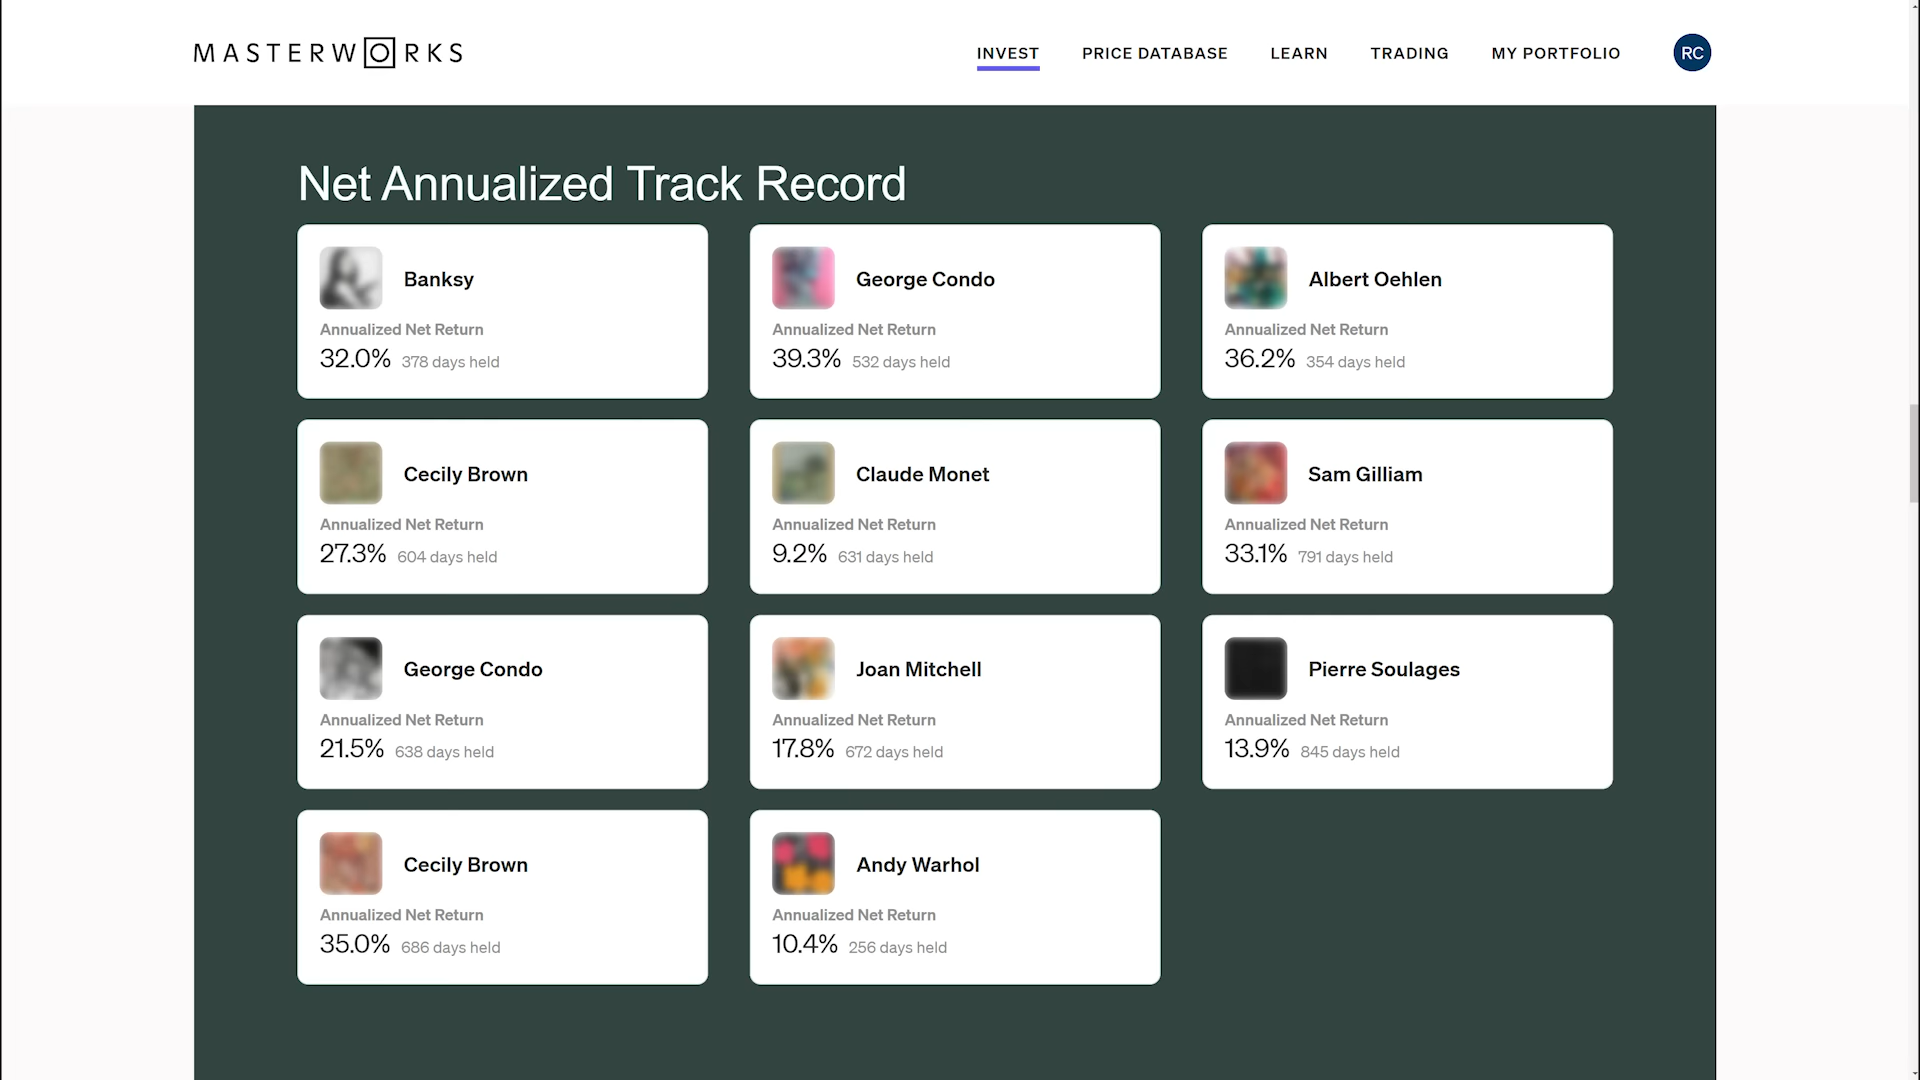 MASTERWORKS
INVEST PRICE DATABASE LEARN TRADING MY PORTFOLIO RC
Net Annualized Track Record
Banksy
Annualized Net Return
32.0% 378 days held
George Condo
Annualized Net Return
39.3% 532 days held
Albert Oehlen
Annualized Net Return
36.2% 354 days held
Cecily Brown
Annualized Net Return
27.3% 604 days held
Claude Monet
Annualized Net Return
9.2% 631 days held
Sam Gilliam
Annualized Net Return
33.1% 791 days held
George Condo
Annualized Net Return
21.5% 638 days held
Joan Mitchell
Annualized Net Return
17.8% 672 days held
Pierre Soulages
Annualized Net Return
13.9% 845 days held
Cecily Brown
Annualized Net Return
35.0% 686 days held
Andy Warhol
Annualized Net Return
10.4% 256 days held